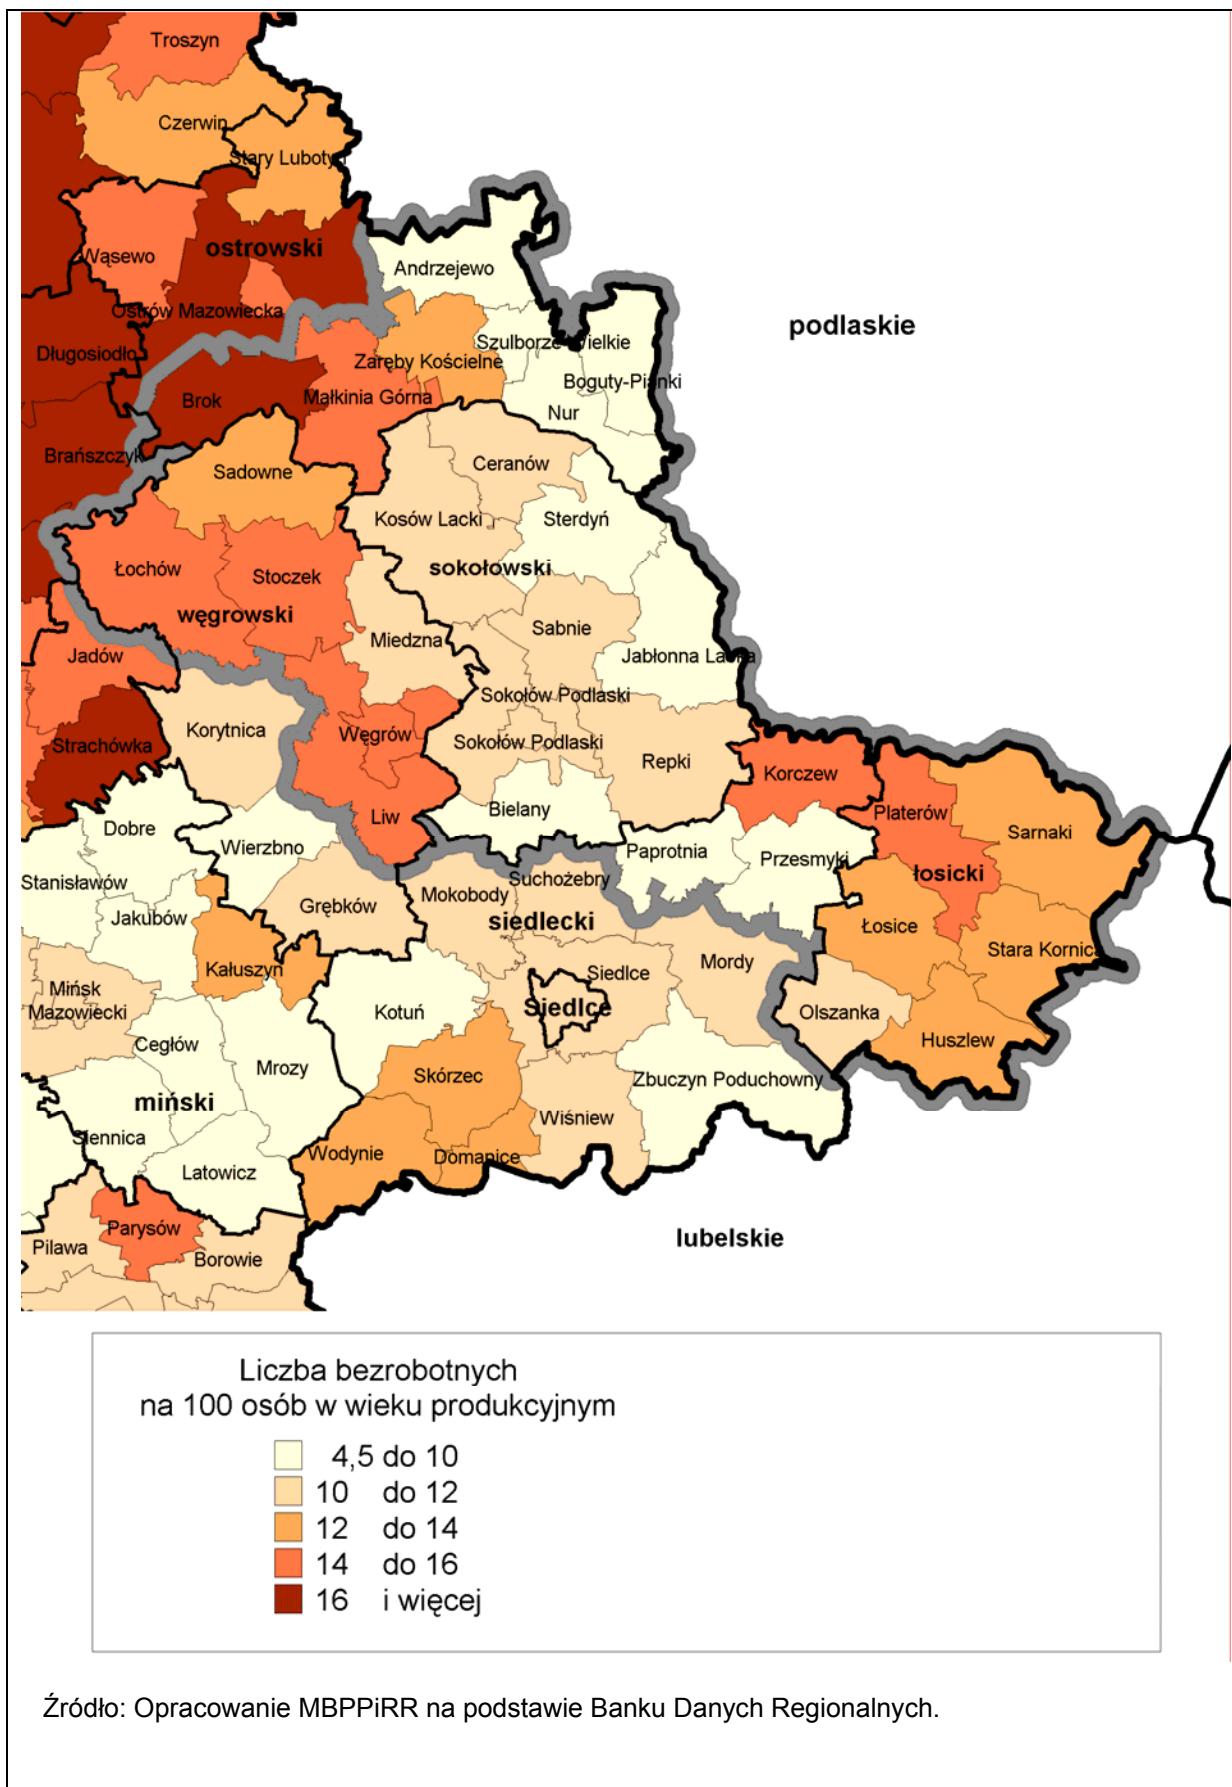 Troszyn
Czerwin
Stary Lubotyń
Wąsewo
ostrowski
Andrzejewo
Ostrów Mazowiecka
podlaskie
Długosiodło
Szulborze Wielkie
Zaręby Kościelne
Boguty-Pianki
Brok
Małkinia Górna
Nur
Brańszczyk
Sadowne
Ceranów
Kosów Lacki
Sterdyń
Łochów
Stoczek
sokołowski
węgrowski
Miedzna
Sabnie
Jadów
Jabłonna Lacka
Sokołów Podlaski
Korytnica
Węgrów
Strachówka
Sokołów Podlaski
Repki
Korczew
Bielany
Liw
Platerów
Dobre
Sarnaki
Wierzbno
Paprotnia
Przesmyki
łosicki
Stanisławów
Suchożebry
Mokobody
Grębków
Jakubów
siedlecki
Łosice
Stara Kornica
Kałuszyn
Siedlce
Mordy
Mińsk
Mazowiecki
Kotuń
Siedlce
Olszanka
Cegłów
Huszlew
Mrozy
Skórzec
Zbuczyn Poduchowny
miński
Wiśniew
Siennica
Wodynie
Domanice
Latowicz
Parysów
Pilawa
Borowie
lubelskie
Liczba bezrobotnych
na 100 osób w wieku produkcyjnym
4,5 do 10
10 do 12
12 do 14
14 do 16
16 i więcej
Źródło: Opracowanie MBPPiRR na podstawie Banku Danych Regionalnych.